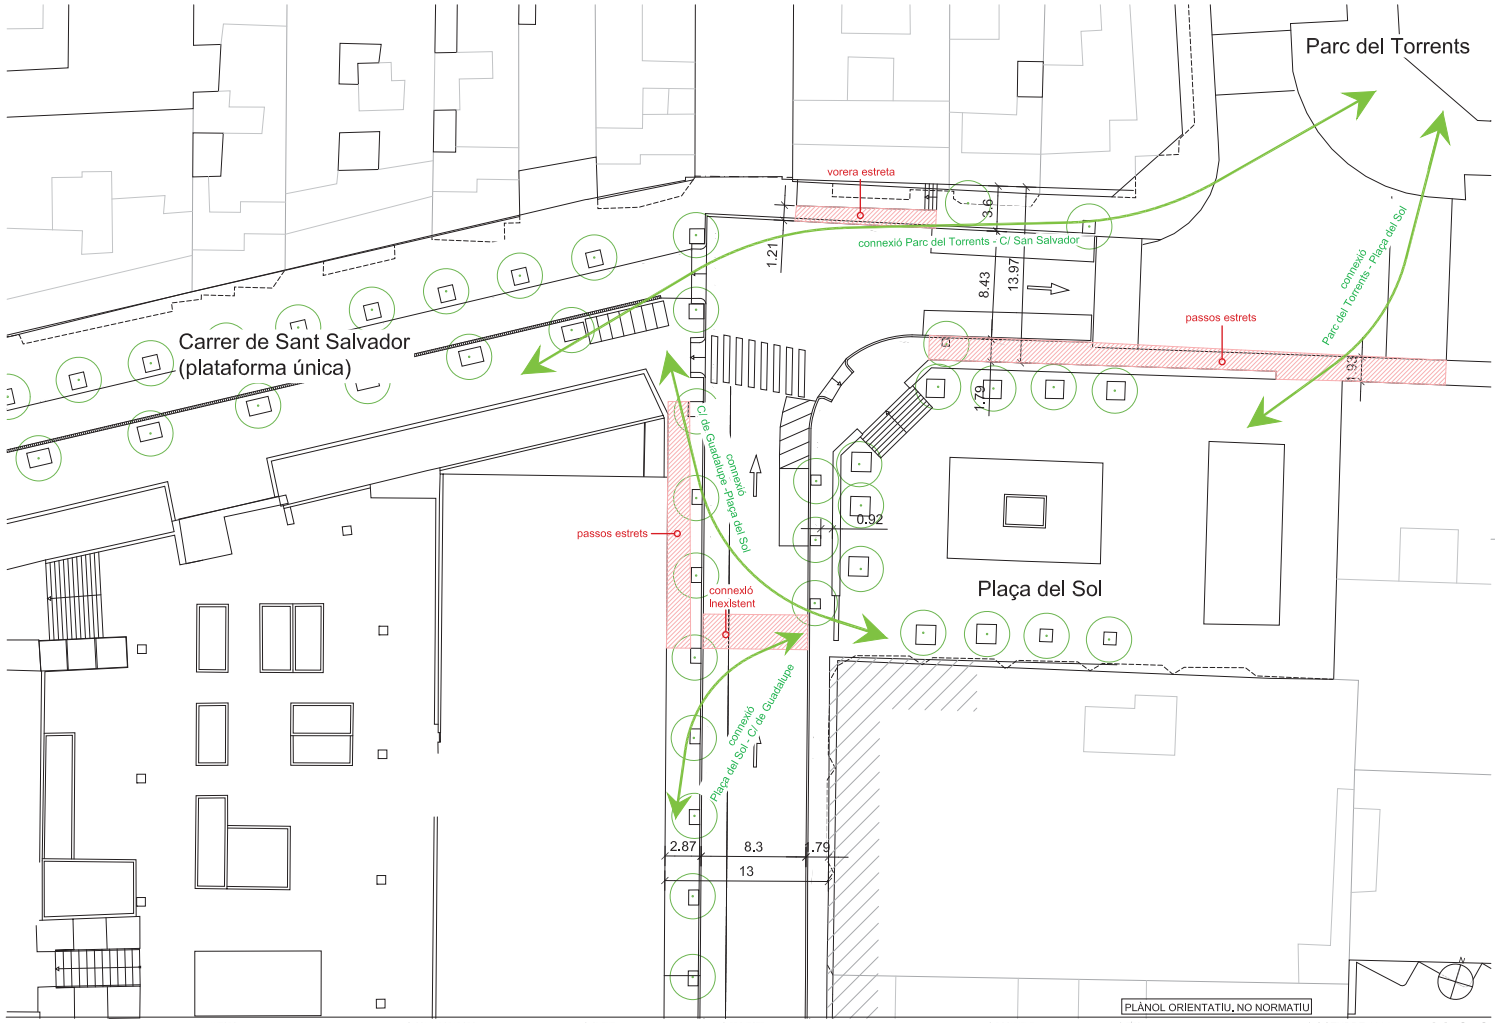 Parc del Torrents
vorera estreta
3.6
connexió Parc del Torrents - C/ San Salvador
1.21
8.43
13.97
connexió
Parc del Torrents - Plaça del Sol
passos estrets
Carrer de Sant Salvador
(plataforma única)
1.93
1.79
connexió
C/ de Guadalupe -Plaça del Sol
passos estrets
0.92
connexió
Inexistent
Plaça del Sol
connexió
Plaça del Sol - C/ de Guadalupe
2.87
8.3
1.79
13
N
PLÀNOL ORIENTATIU, NO NORMATIU